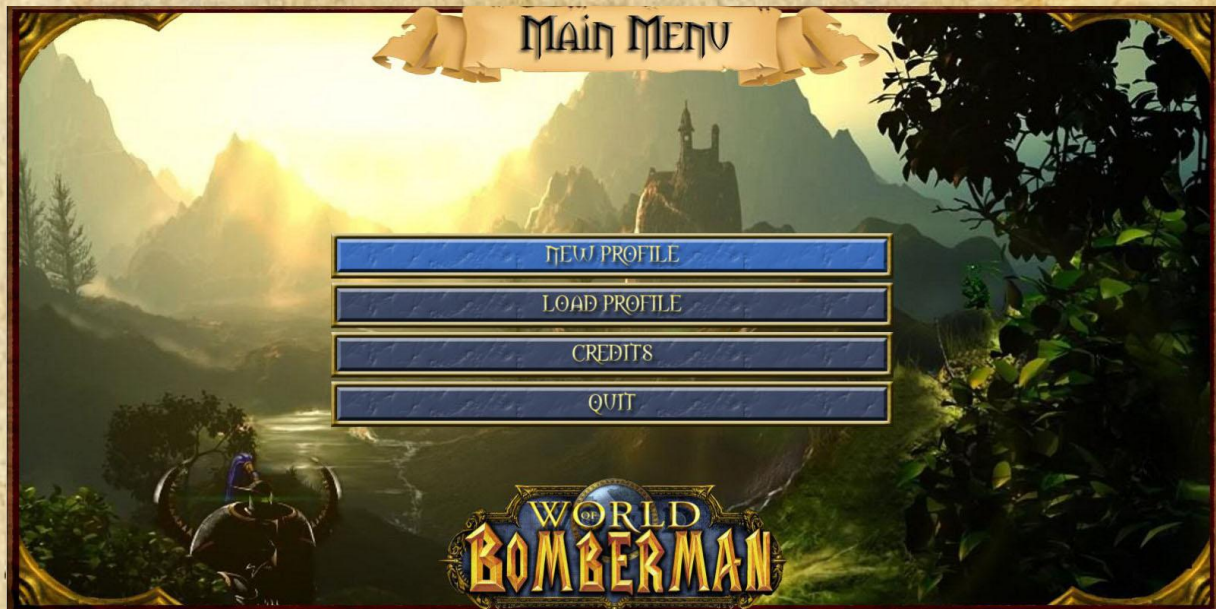 Main Menu
NEW PROFILE
LOAD PROFILE
CREDITS
QUIT
WORLD
OF
BOMBERMAN